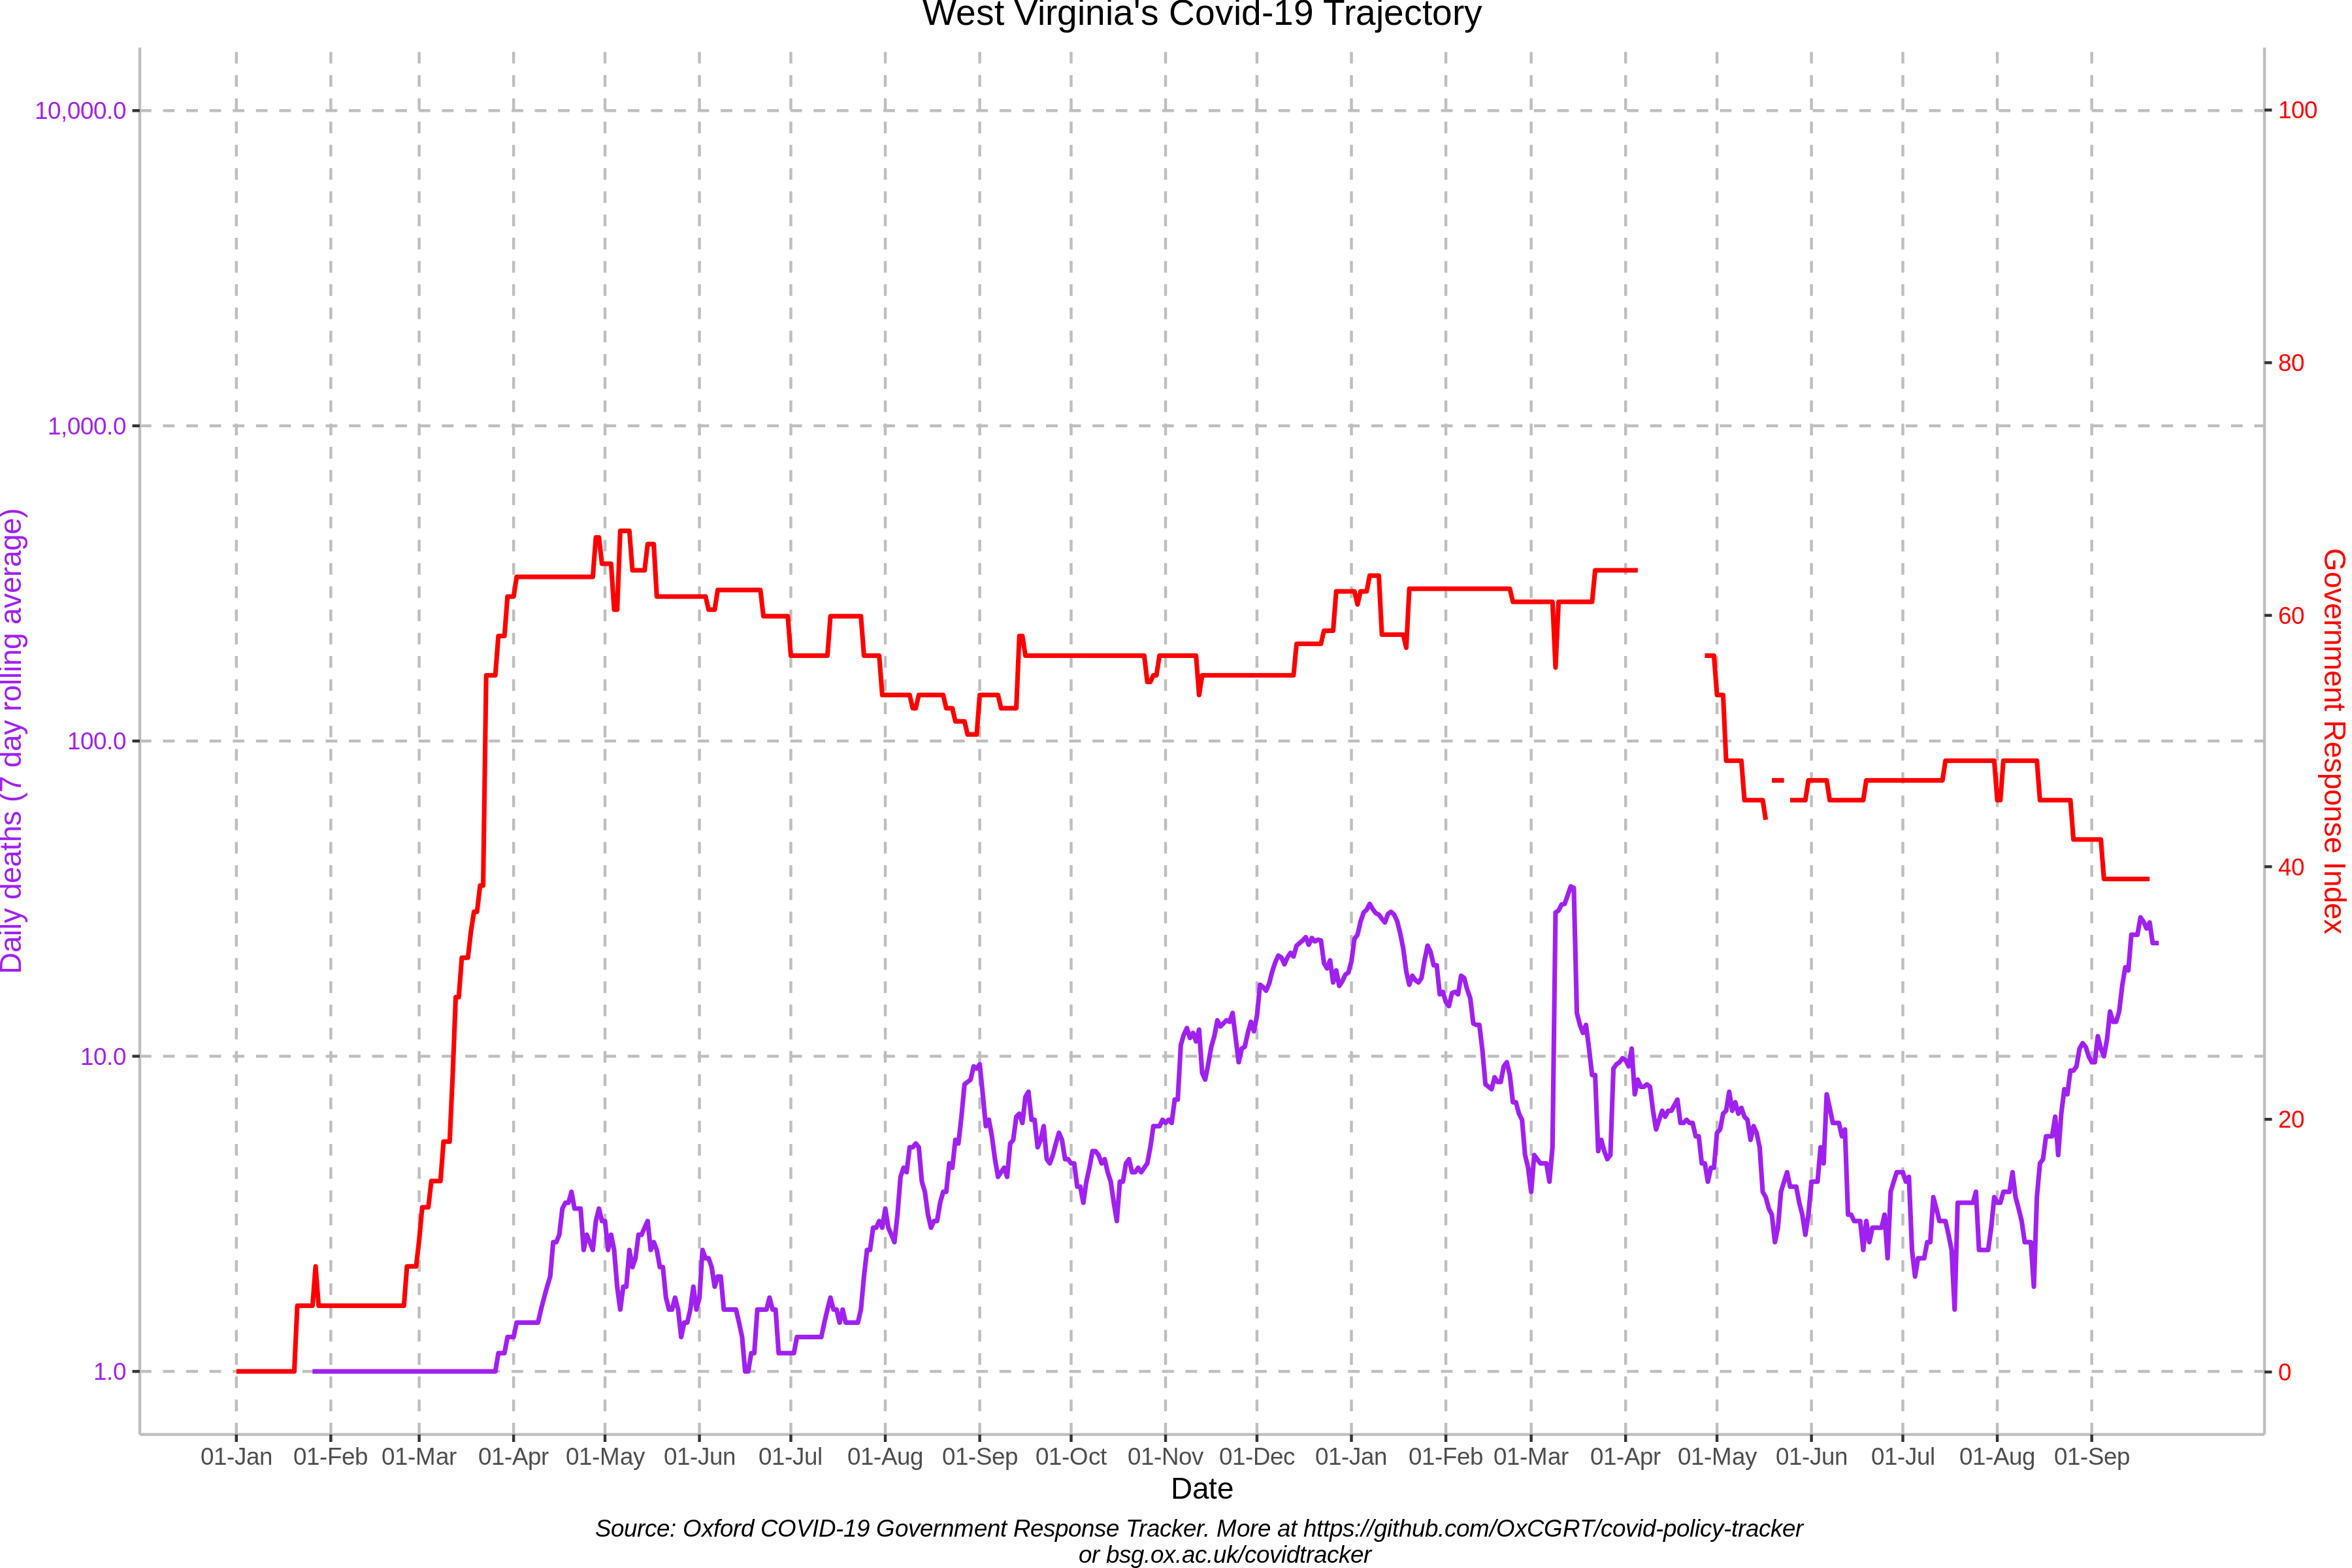 West Virginia's Covid-19 Trajectory
10,000.0
1,000.0
100.0
10.0
1.0
Daily deaths (7 day rolling average)
100
80
60
40
20
0
Government Response Index
01-Jan 01-Feb 01-Mar 01-Apr 01-May 01-Jun 01-Jul 01-Aug 01-Sep 01-Oct 01-Nov 01-Dec 01-Jan 01-Feb 01-Mar 01-Apr 01-May 01-Jun 01-Jul 01-Aug 01-Sep
Date
Source: Oxford COVID-19 Government Response Tracker. More at https://github.com/OxCGRT/covid-policy-tracker
or bsg.ox.ac.uk/covidtracker